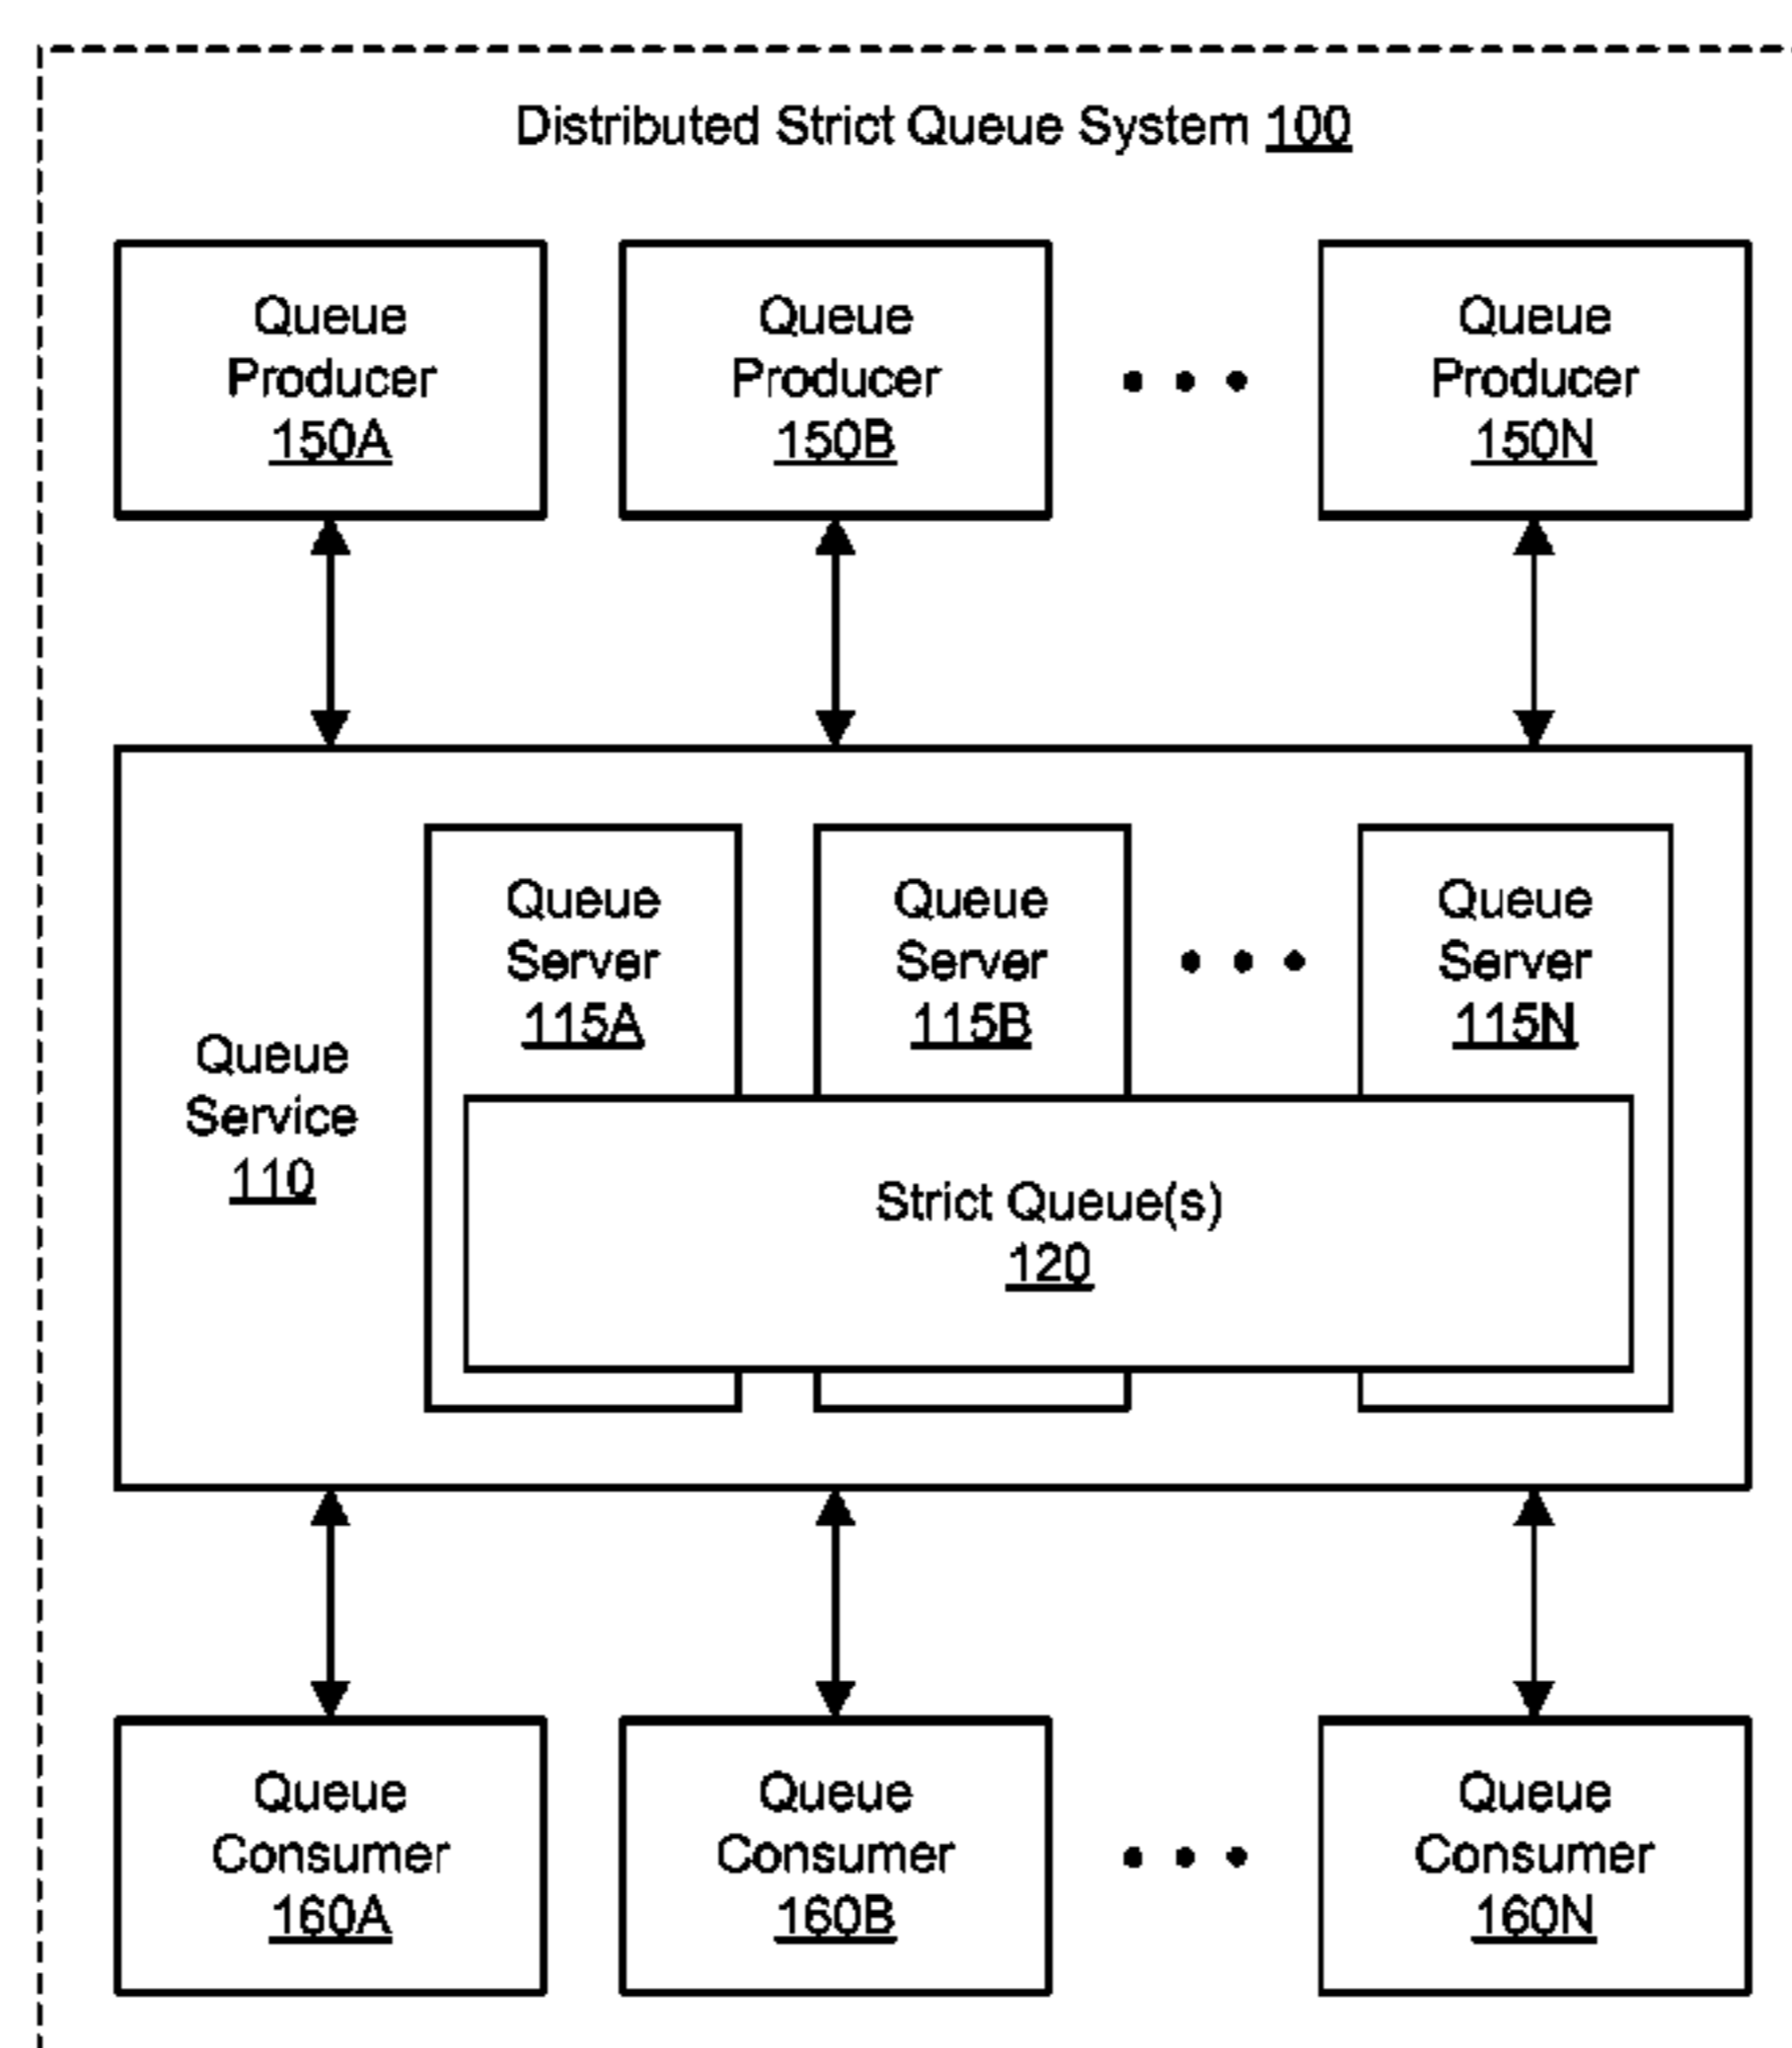 Distributed Strict Queue System 100
Queue
Producer
150A
Queue
Producer
150B
Queue
Producer
150N
Queue
Service
110
Queue
Server
115A
Queue
Server
115B
Queue
Server
115N
Strict Queue(s)
120
Queue
Consumer
160A
Queue
Consumer
160B
Queue
Consumer
160N